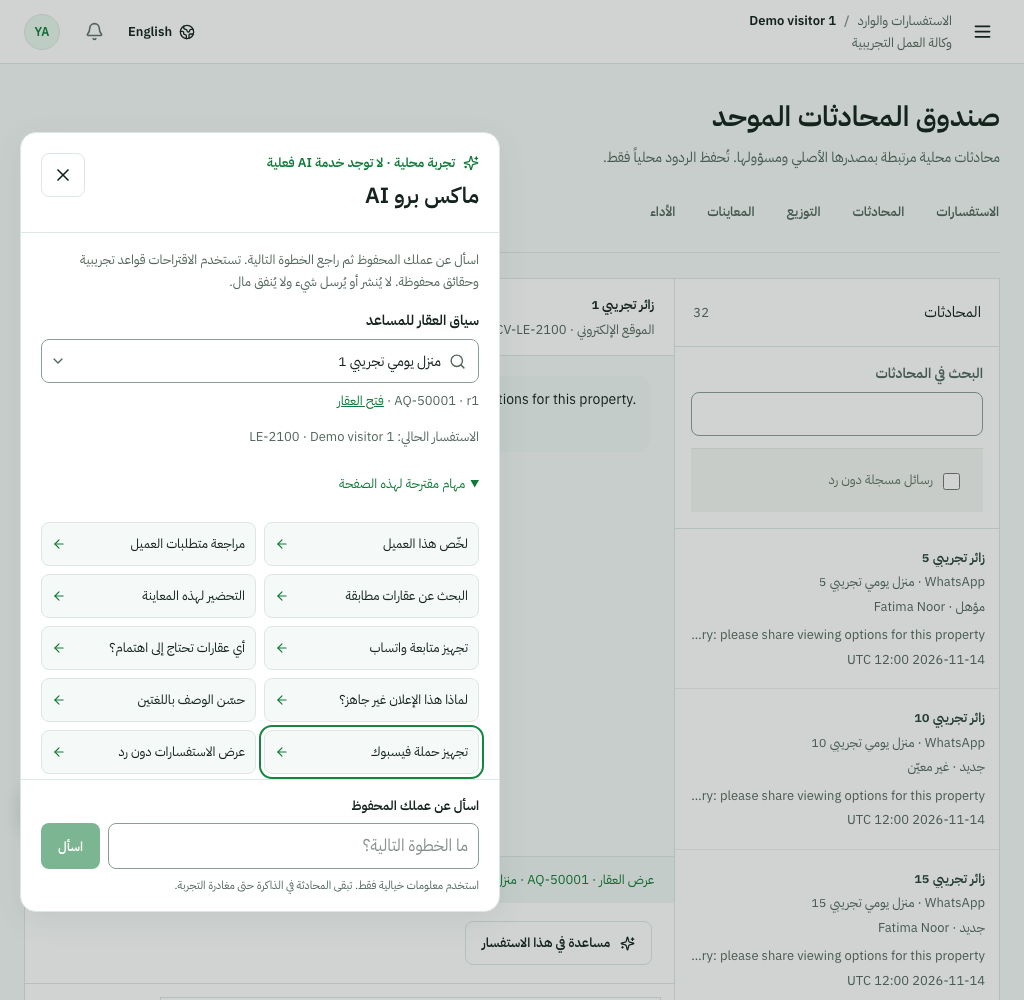 الاستفسارات والوارد / Demo visitor 1
وكالة العمل التجريبية
English
YA
صندوق المحادثات الموحد
محادثات محلية مرتبطة بمصدرها الأصلي ومسؤولها. تُحفظ الردود محلياً فقط.
الاستفسارات
المحادثات
التوزيع
المعاينات
الأداء
المحادثات
32
البحث في المحادثات
رسائل مسجلة دون رد
زائر تجريبي 5
WhatsApp · منزل يومي تجريبي 5
مؤهل · Fatima Noor
...ry: please share viewing options for this property
2026-11-14 12:00 UTC
زائر تجريبي 10
WhatsApp · منزل يومي تجريبي 10
جديد · غير معيّن
...ry: please share viewing options for this property
2026-11-14 12:00 UTC
زائر تجريبي 15
WhatsApp · منزل يومي تجريبي 15
جديد · Fatima Noor
...ry: please share viewing options for this property
2026-11-14 12:00 UTC
زائر تجريبي 1
الموقع الإلكتروني · CV-LE-2100
tions for this property.
عرض العقار · AQ-50001 · منزل
مساعدة في هذا الاستفسار
تجربة محلية · لا توجد خدمة AI فعلية
ماكس برو AI
اسأل عن عملك المحفوظ ثم راجع الخطوة التالية. تستخدم الاقتراحات قواعد تجريبية
وحقائق محفوظة. لا يُنشر أو يُرسل شيء ولا يُنفق مال.
سياق العقار للمساعد
منزل يومي تجريبي 1
AQ-50001 · r1 · فتح العقار
الاستفسار الحالي: LE-2100 · Demo visitor 1
مهام مقترحة لهذه الصفحة
لخّص هذا العميل
مراجعة متطلبات العميل
البحث عن عقارات مطابقة
التحضير لهذه المعاينة
تجهيز متابعة واتساب
أي عقارات تحتاج إلى اهتمام؟
لماذا هذا الإعلان غير جاهز؟
حسّن الوصف باللغتين
تجهيز حملة فيسبوك
عرض الاستفسارات دون رد
اسأل عن عملك المحفوظ
ما الخطوة التالية؟
اسأل
استخدم معلومات خيالية فقط. تبقى المحادثة في الذاكرة حتى مغادرة التجربة.